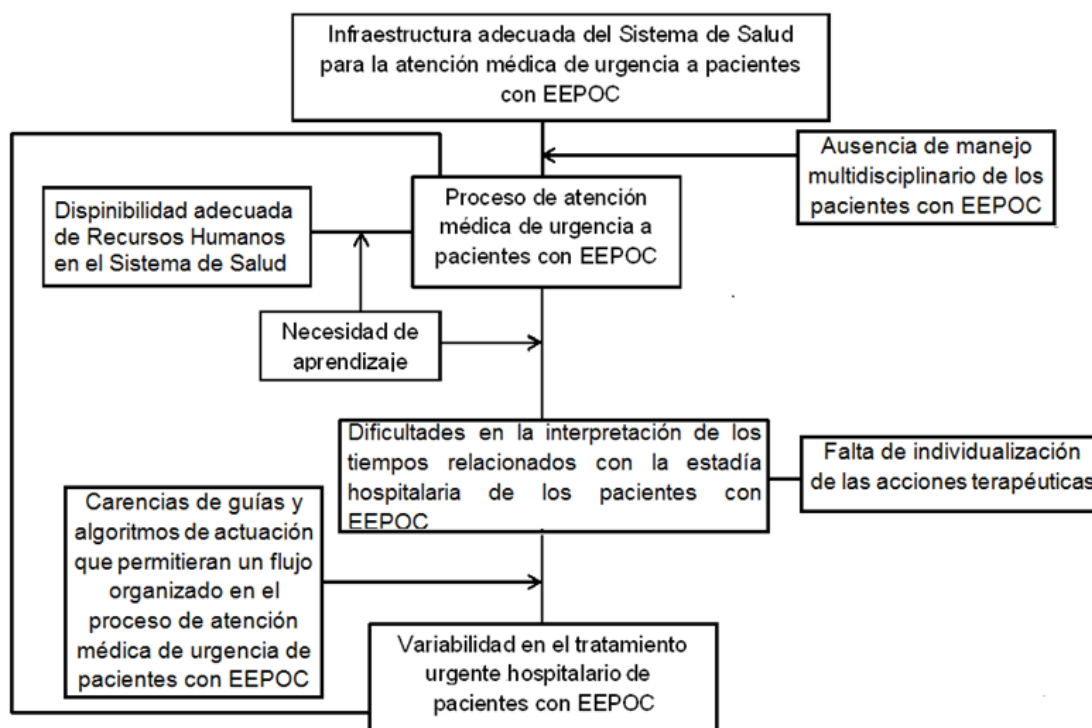 Infraestructura adecuada del Sistema de Salud
para la atención médica de urgencia a pacientes
con EEPOC
Ausencia de manejo
multidisciplinario de los
pacientes con EEPOC
Proceso de atención
médica de urgencia a
pacientes con EEPOC
Dispinibilidad adecuada
de Recursos Humanos
en el Sistema de Salud
Necesidad de
aprendizaje
Dificultades en la interpretación de los
tiempos relacionados con la estadía
hospitalaria de los pacientes con
EEPOC
Falta de individualización
de las acciones terapéuticas
Carencias de guías y
algoritmos de actuación
que permitieran un flujo
organizado en el
proceso de atención
médica de urgencia de
pacientes con EEPOC
Variabilidad en el tratamiento
urgente hospitalario de
pacientes con EEPOC